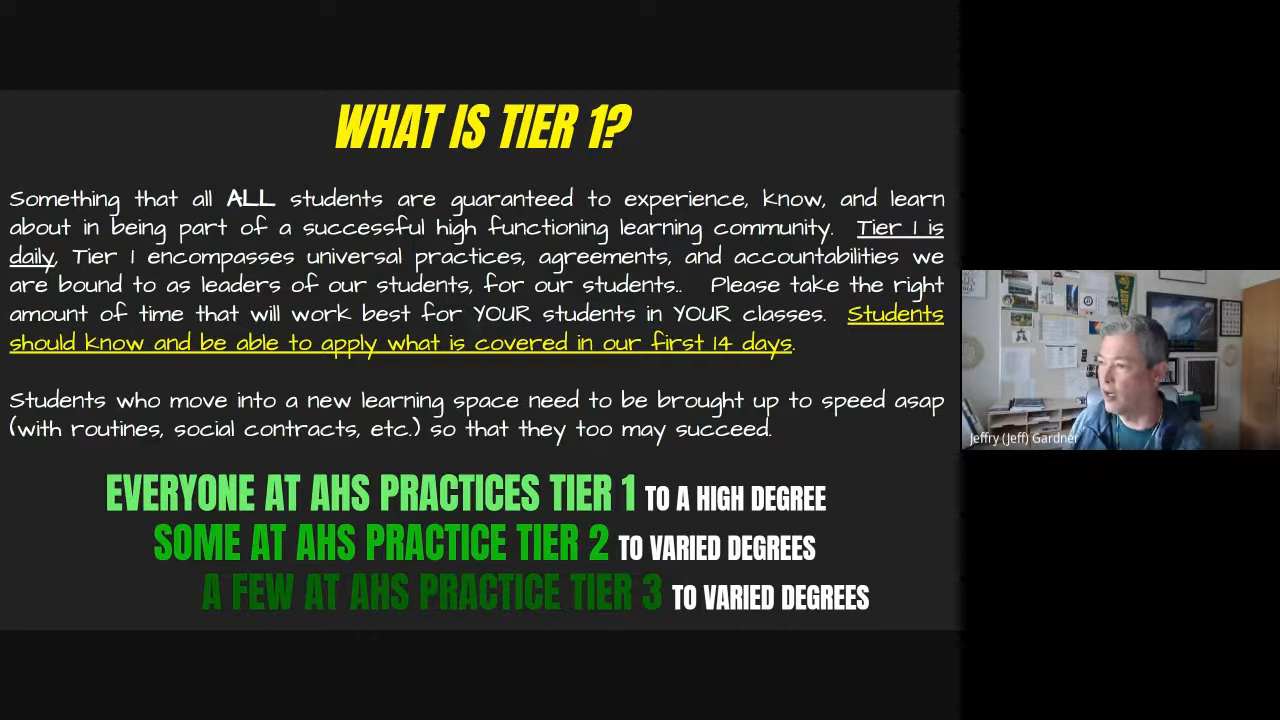 WHAT IS TIER 1?
Something that all ALL students are guaranteed to experience, know, and learn
about in being part of a successful high functioning learning community. Tier 1 is
daily, Tier 1 encompasses universal practices, agreements, and accountabilities we
are bound to as leaders of our students, for our students.. Please take the right
amount of time that will work best for YOUR students in YOUR classes. Students
should know and be able to apply what is covered in our first 14 days.
Students who move into a new learning space need to be brought up to speed asap
(with routines, social contracts, etc.) so that they too may succeed.
EVERYONE AT AHS PRACTICES TIER 1 TO A HIGH DEGREE
SOME AT AHS PRACTICE TIER 2 TO VARIED DEGREES
A FEW AT AHS PRACTICE TIER 3 TO VARIED DEGREES
Jeffry (Jeff) Gardner